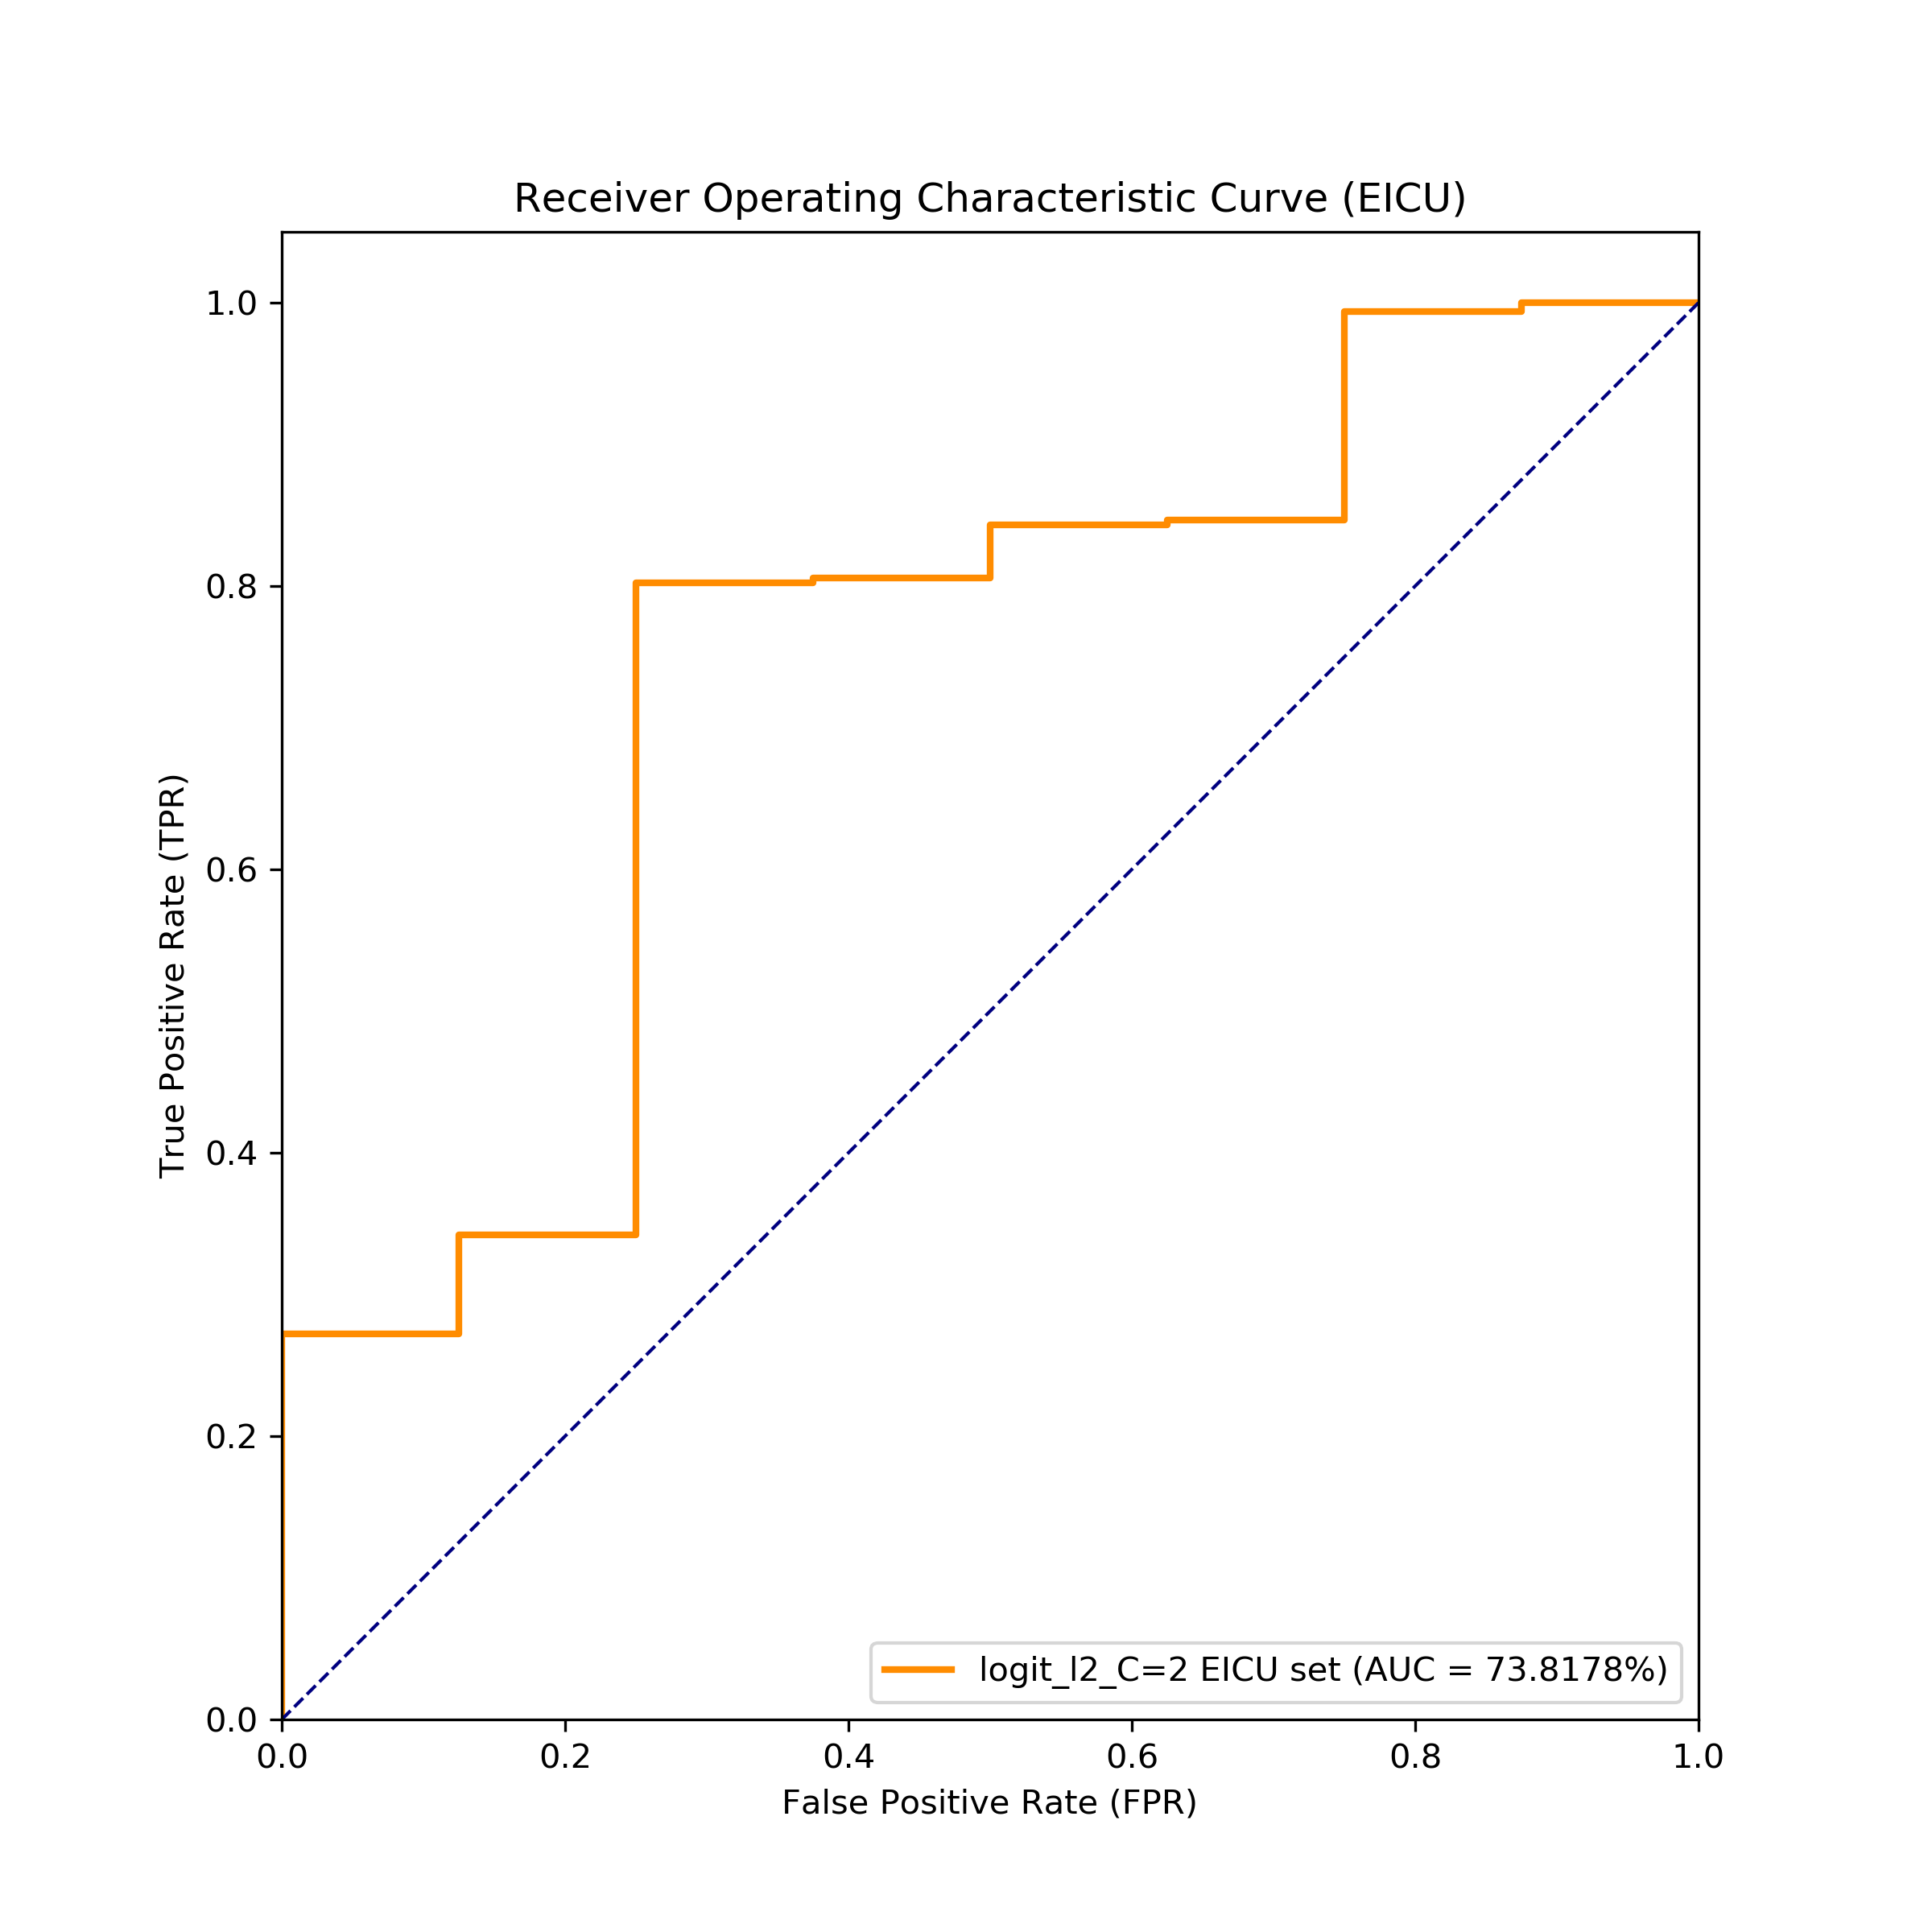 Receiver Operating Characteristic Curve (EICU)
True Positive Rate (TPR)
1.0
0.8
0.6
0.4
0.2
0.0
logit_l2_C=2 EICU set (AUC = 73.8178%)
0.0 0.2 0.4 0.6 0.8 1.0
False Positive Rate (FPR)